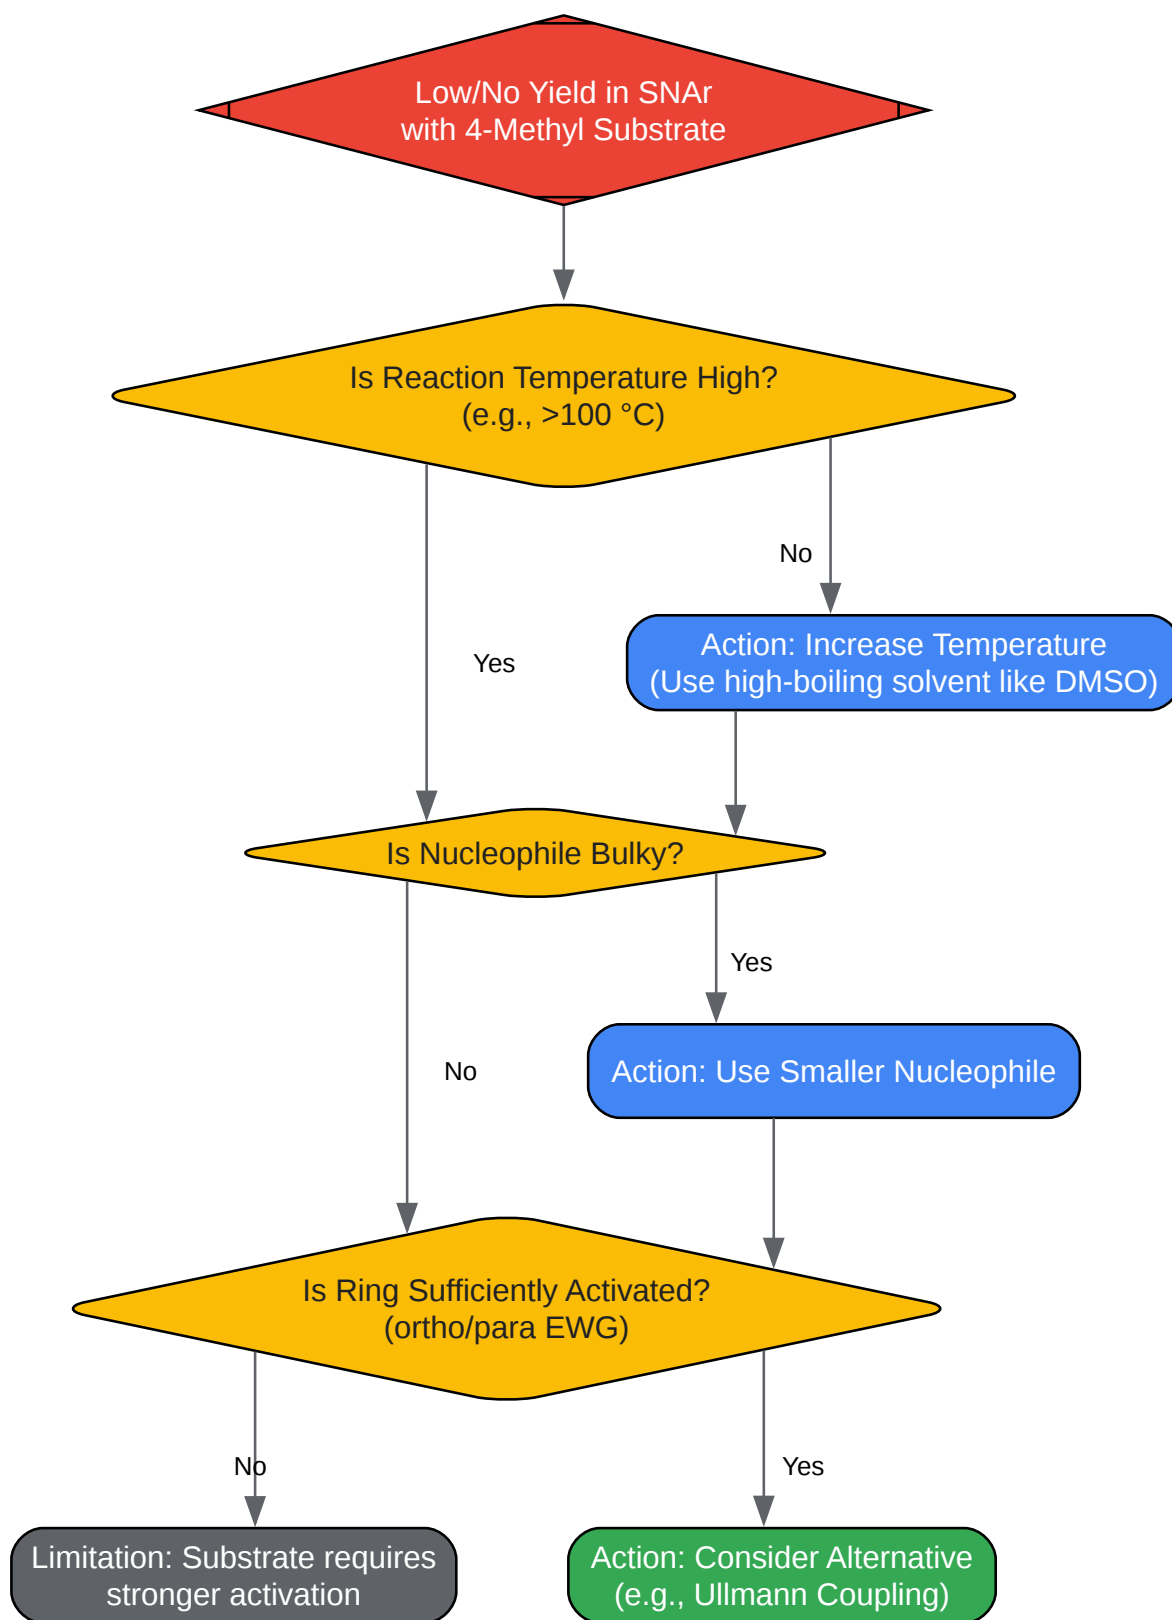 Low/No Yield in SNAr
with 4-Methyl Substrate
Is Reaction Temperature High?
(e.g., >100 °C)
No
Action: Increase Temperature
(Use high-boiling solvent like DMSO)
Yes
Is Nucleophile Bulky?
Yes
Action: Use Smaller Nucleophile
No
Is Ring Sufficiently Activated?
(ortho/para EWG)
No
Yes
Limitation: Substrate requires
stronger activation
Action: Consider Alternative
(e.g., Ullmann Coupling)